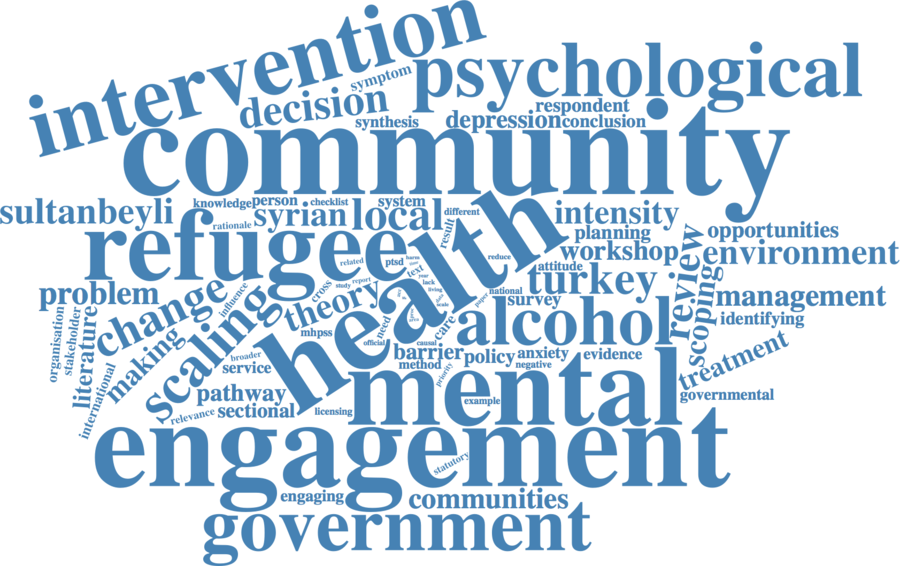 intervention
psychological
symptom
decision
respondent
synthesis
depression
conclusion
community
knowledge
person
checklist
system
sultanbeyli
syrian
local
different
intensity
rationale
refugee
health
result
planning
opportunities
workshop
review
environment
related
ptsd
harm
text
reduce
attitude
turkey
problem
change
influence
cross
study
report
year
lack
living
national
survey
paper
scoping
management
theory
scaling
alcohol
identifying
organisation
stakeholder
literature
making
mhpss
need
official
care
causal
scale
data
area
broader
service
barrier
method
policy
anxiety
negative
evidence
treatment
international
pathway
priority
mental
example
governmental
relevance
sectional
licensing
engagement
statutory
engaging
communities
government